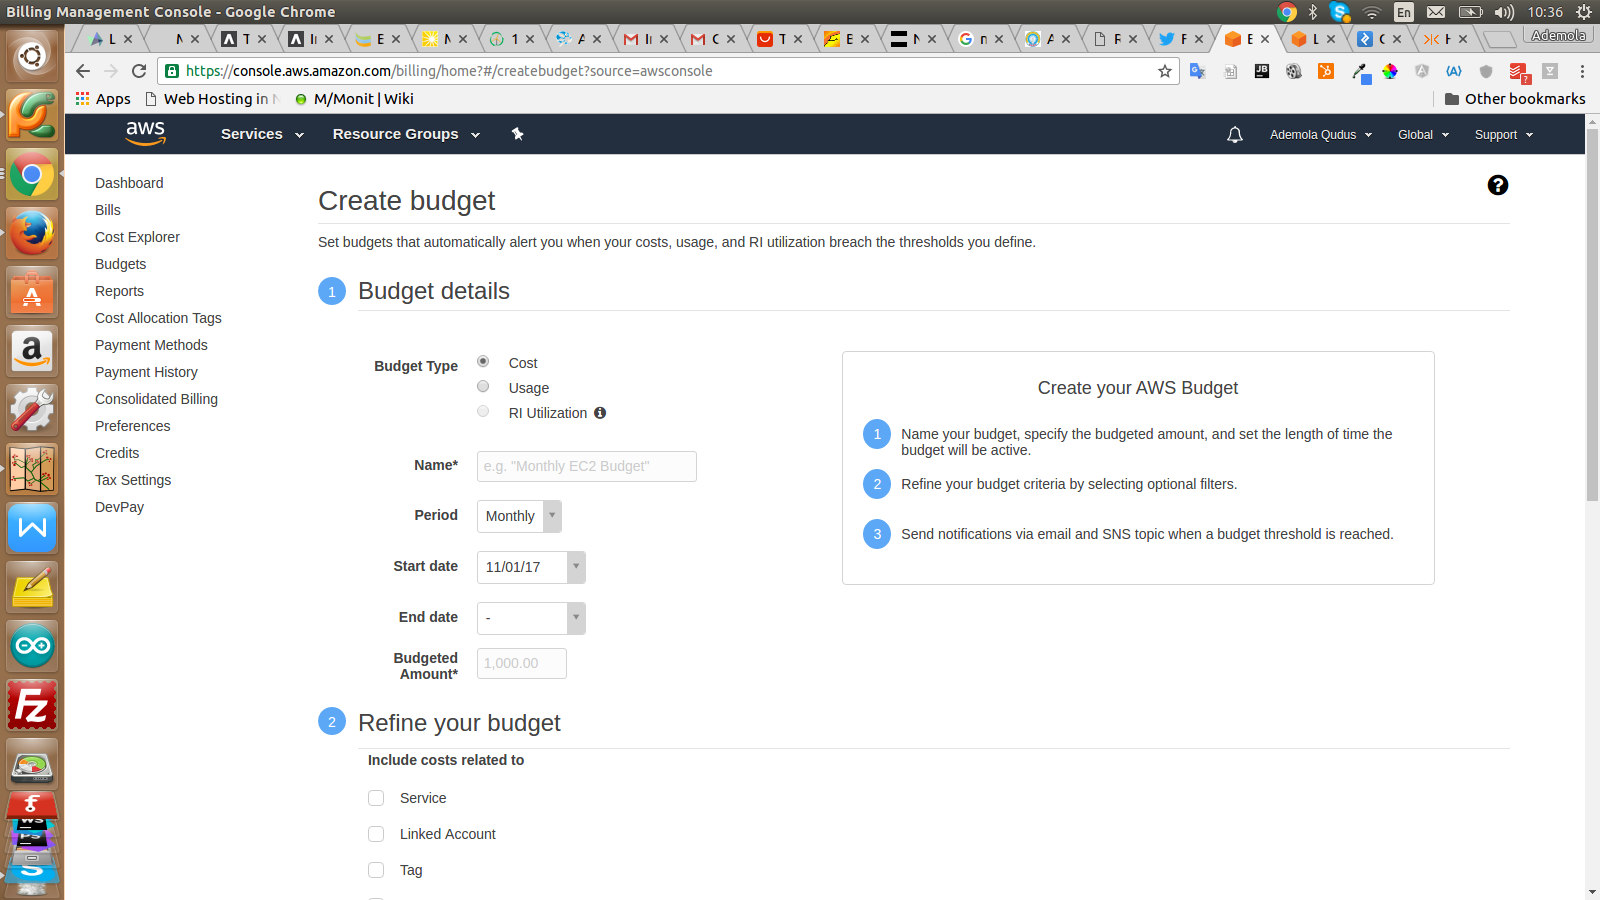 Billing Management Console - Google Chrome
En
10:36
L
N
T
I
E
N
1
A
I
C
T
E
N
n
A
R
F
E
L
C
H
Ademola
https://console.aws.amazon.com/billing/home?#/createbudget?source=awsconsole
Apps
Web Hosting in N
M/Monit | Wiki
Other bookmarks
aws
Services
Resource Groups
Ademola Qudus
Global
Support
Dashboard
Bills
Cost Explorer
Budgets
Reports
Cost Allocation Tags
Payment Methods
Payment History
Consolidated Billing
Preferences
Credits
Tax Settings
DevPay
Create budget
Set budgets that automatically alert you when your costs, usage, and RI utilization breach the thresholds you define.
1 Budget details
Budget Type
Cost
Usage
RI Utilization
Name*
e.g. "Monthly EC2 Budget"
Period
Monthly
Start date
11/01/17
End date
-
Budgeted
Amount*
1,000.00
Create your AWS Budget
1 Name your budget, specify the budgeted amount, and set the length of time the
budget will be active.
2 Refine your budget criteria by selecting optional filters.
3 Send notifications via email and SNS topic when a budget threshold is reached.
2 Refine your budget
Include costs related to
Service
Linked Account
Tag